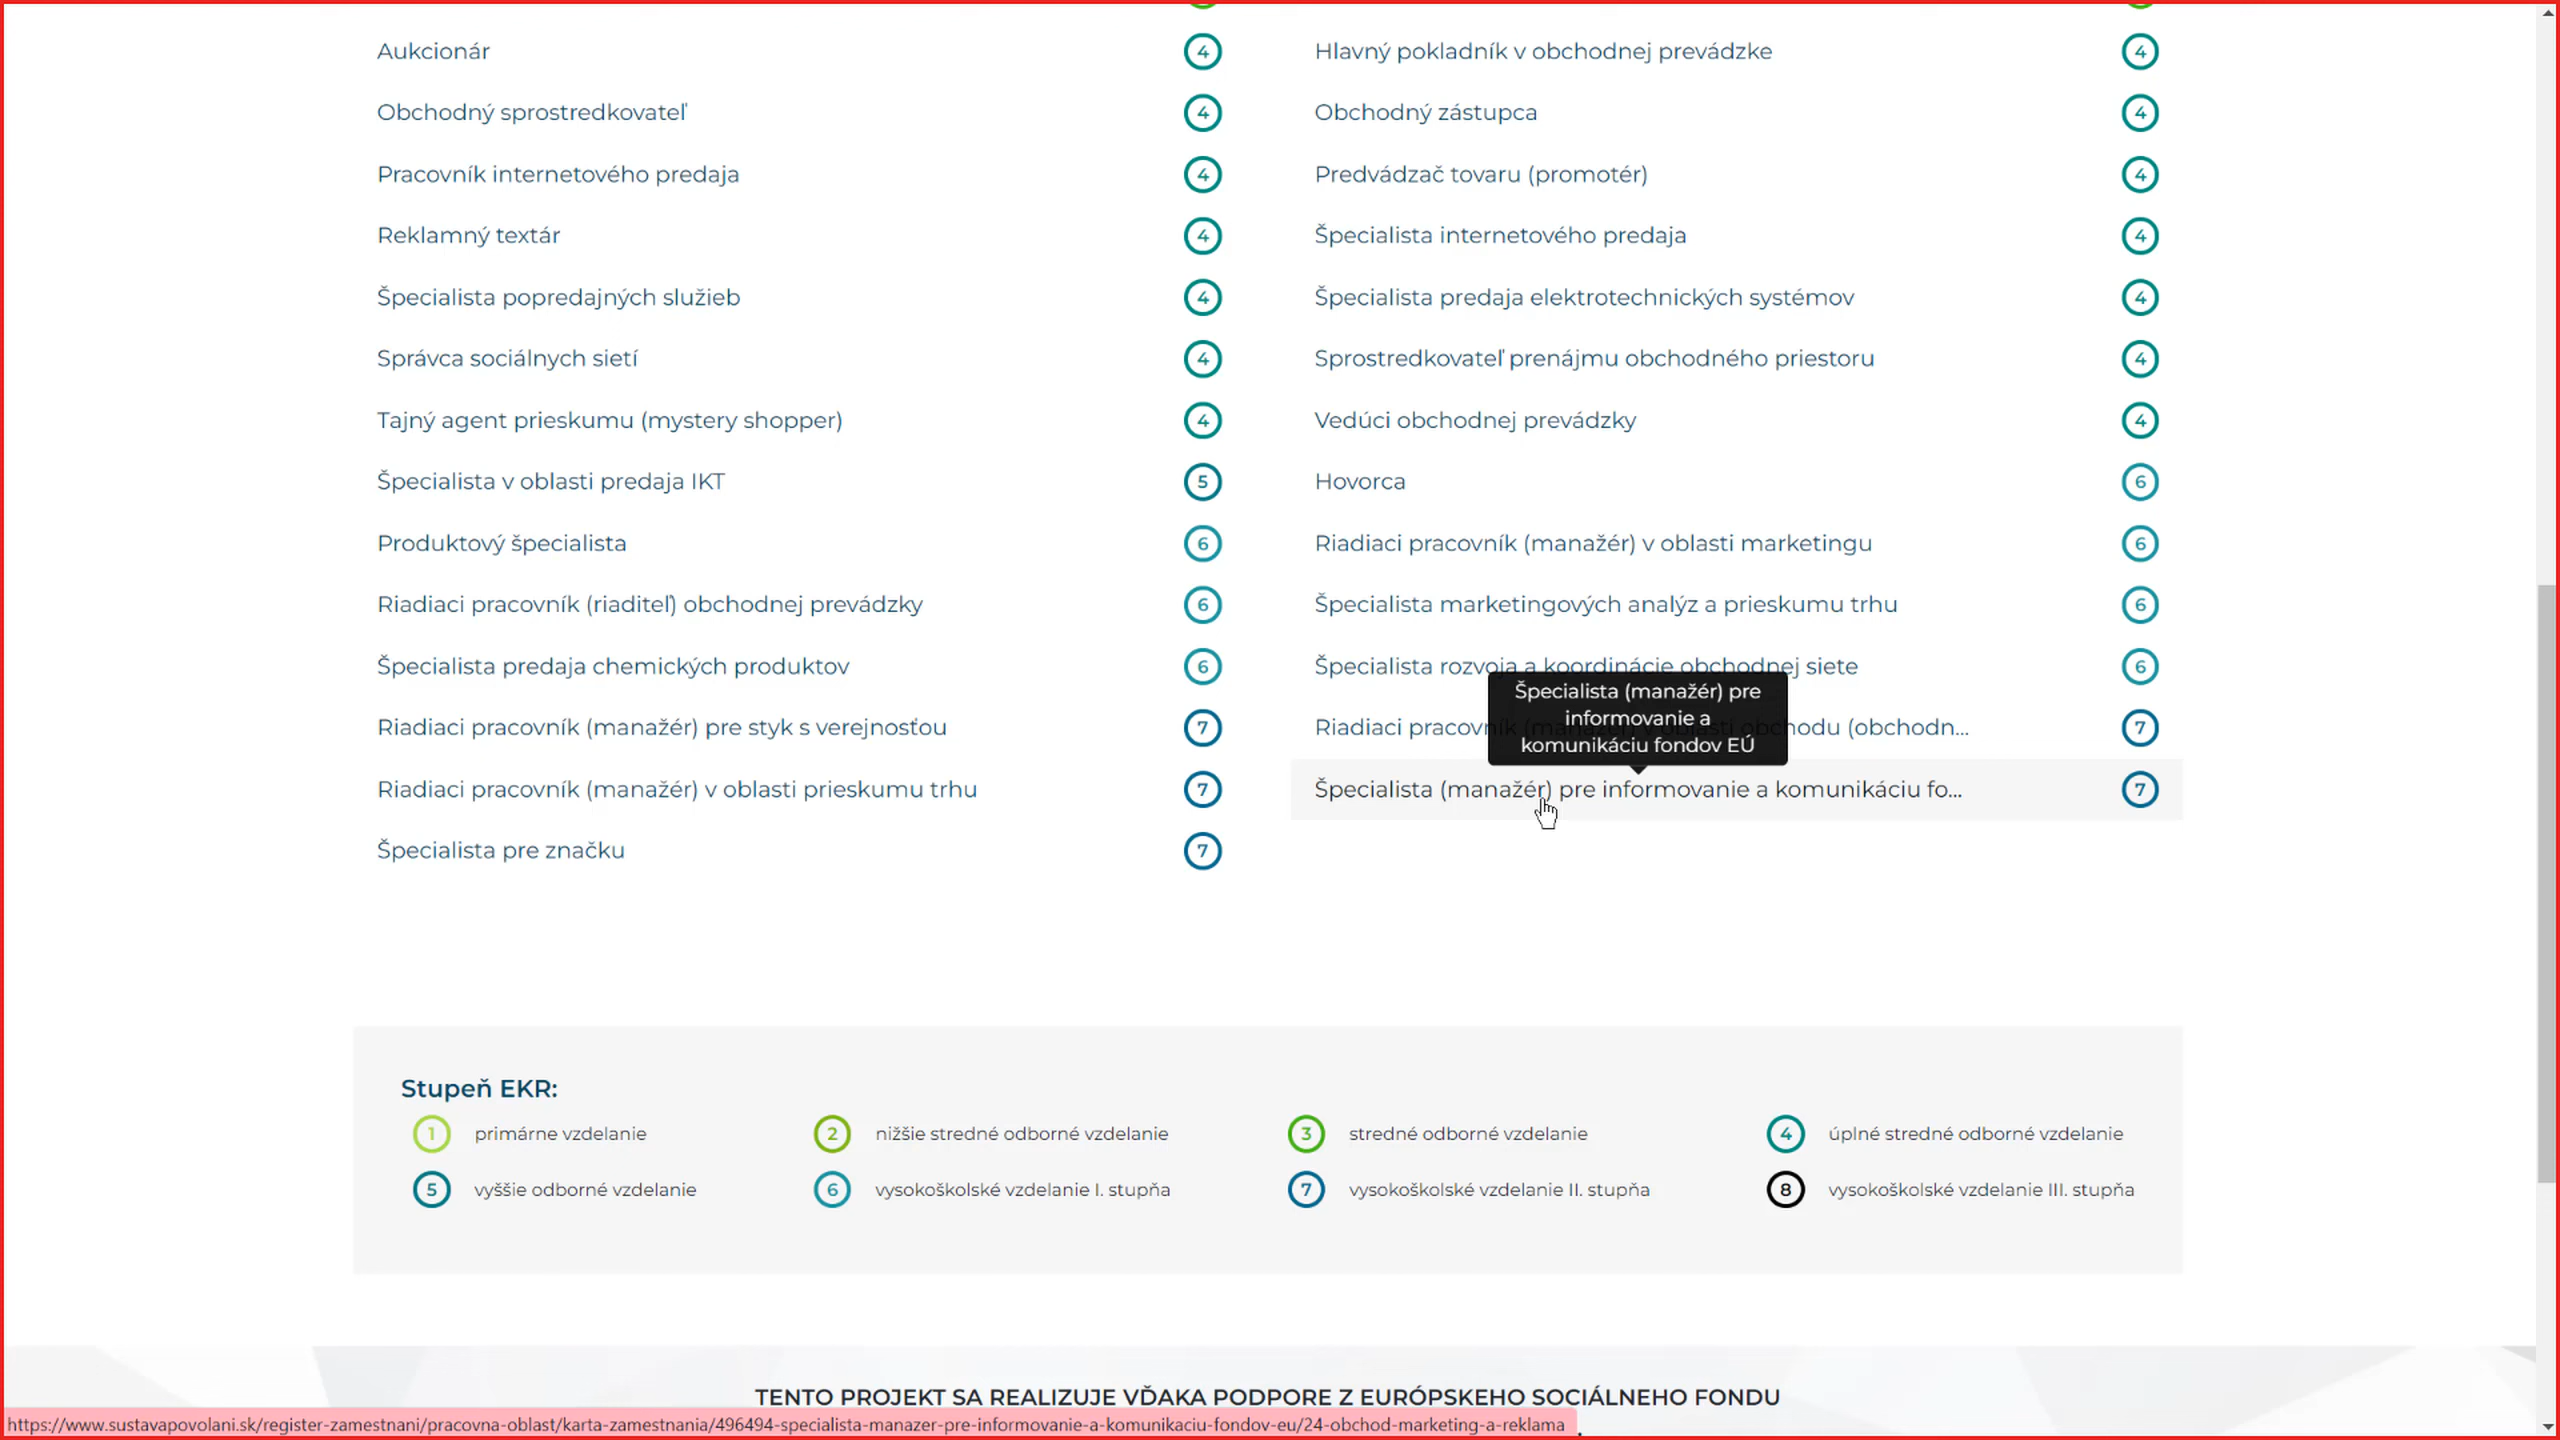 Aukcionár 4 Hlavný pokladník v obchodnej prevádzke 4
Obchodný sprostredkovateľ 4 Obchodný zástupca 4
Pracovník internetového predaja 4 Predvádzač tovaru (promotér) 4
Reklamný textár 4 Špecialista internetového predaja 4
Špecialista popredajných služieb 4 Špecialista predaja elektrotechnických systémov 4
Správca sociálnych sietí 4 Sprostredkovateľ prenájmu obchodného priestoru 4
Tajný agent prieskumu (mystery shopper) 4 Vedúci obchodnej prevádzky 4
Špecialista v oblasti predaja IKT 5 Hovorca 6
Produktový špecialista 6 Riadiaci pracovník (manažér) v oblasti marketingu 6
Riadiaci pracovník (riaditeľ) obchodnej prevádzky 6 Špecialista marketingových analýz a prieskumu trhu 6
Špecialista predaja chemických produktov 6 Špecialista rozvoja a koordinácie obchodnej siete 6
Špecialista (manažér) pre
informovanie a
komunikáciu fondov EÚ
Riadiaci pracovník (manažér) pre styk s verejnosťou 7 Riadiaci pracovník (manažér) v oblasti obchodu (obchodn... 7
Riadiaci pracovník (manažér) v oblasti prieskumu trhu 7 Špecialista (manažér) pre informovanie a komunikáciu fo... 7
Špecialista pre značku 7
Stupeň EKR:
1 primárne vzdelanie 2 nižšie stredné odborné vzdelanie 3 stredné odborné vzdelanie 4 úplné stredné odborné vzdelanie
5 vyššie odborné vzdelanie 6 vysokoškolské vzdelanie I. stupňa 7 vysokoškolské vzdelanie II. stupňa 8 vysokoškolské vzdelanie III. stupňa
TENTO PROJEKT SA REALIZUJE VĎAKA PODPORE Z EURÓPSKEHO SOCIÁLNEHO FONDU
https://www.sustavapovolani.sk/register-zamestnani/pracovna-oblast/karta-zamestnania/496494-specialista-manazer-pre-informovanie-a-komunikaciu-fondov-eu/24-obchod-marketing-a-reklama